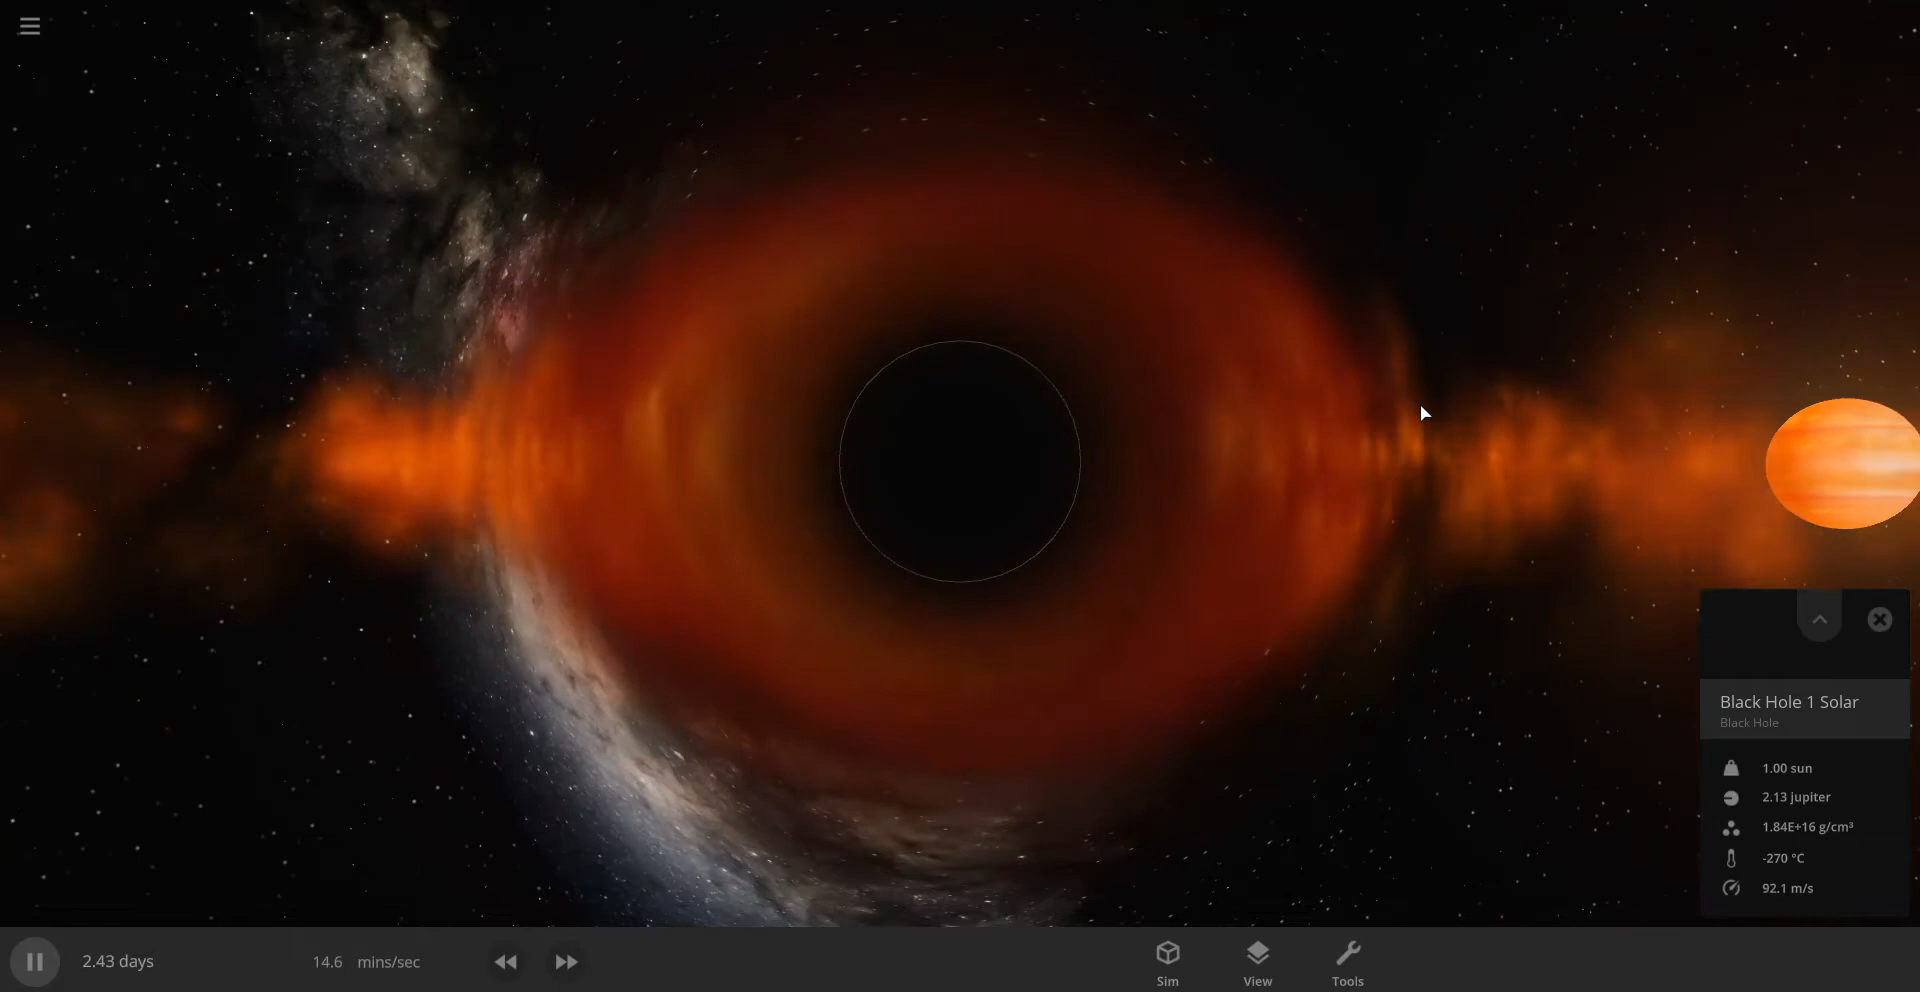 Black Hole 1 Solar
Black Hole
1.00 sun
2.13 jupiter
1.84E+16 g/cm³
-270 °C
92.1 m/s
2.43 days
14.6 mins/sec
Sim
View
Tools